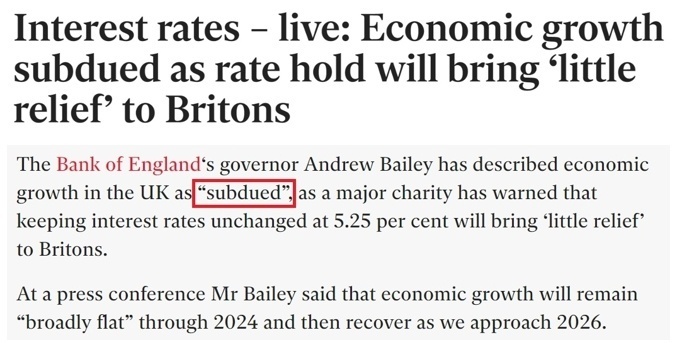 Interest rates – live: Economic growth
subdued as rate hold will bring ‘little
relief’ to Britons
The Bank of England‘s governor Andrew Bailey has described economic
growth in the UK as “subdued”, as a major charity has warned that
keeping interest rates unchanged at 5.25 per cent will bring ‘little relief’
to Britons.
At a press conference Mr Bailey said that economic growth will remain
“broadly flat” through 2024 and then recover as we approach 2026.